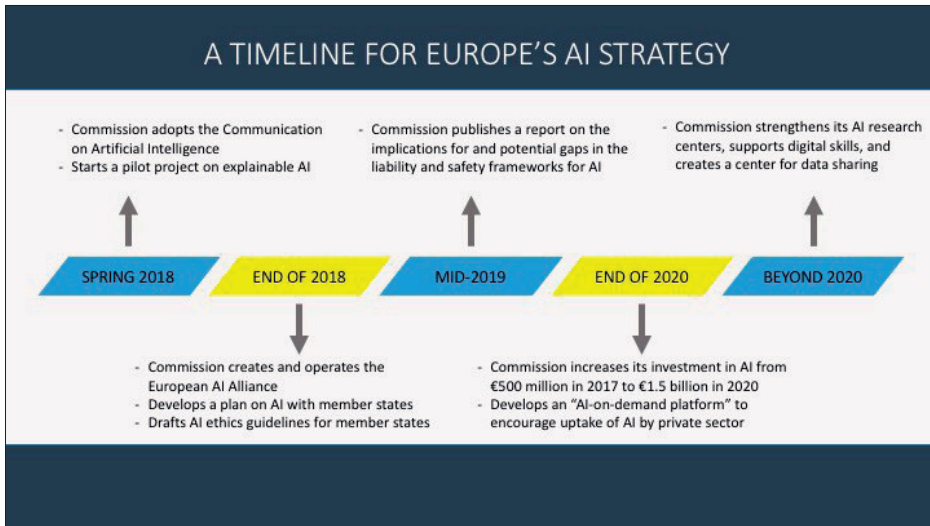 A TIMELINE FOR EUROPE'S AI STRATEGY
- Commission adopts the Communication
on Artificial Intelligence
- Starts a pilot project on explainable AI
- Commission publishes a report on the
implications for and potential gaps in the
liability and safety frameworks for AI
- Commission strengthens its AI research
centers, supports digital skills, and
creates a center for data sharing
SPRING 2018
END OF 2018
MID-2019
END OF 2020
BEYOND 2020
- Commission creates and operates the
European AI Alliance
- Develops a plan on AI with member states
- Drafts AI ethics guidelines for member states
- Commission increases its investment in AI from
€500 million in 2017 to €1.5 billion in 2020
- Develops an “AI-on-demand platform” to
encourage uptake of AI by private sector